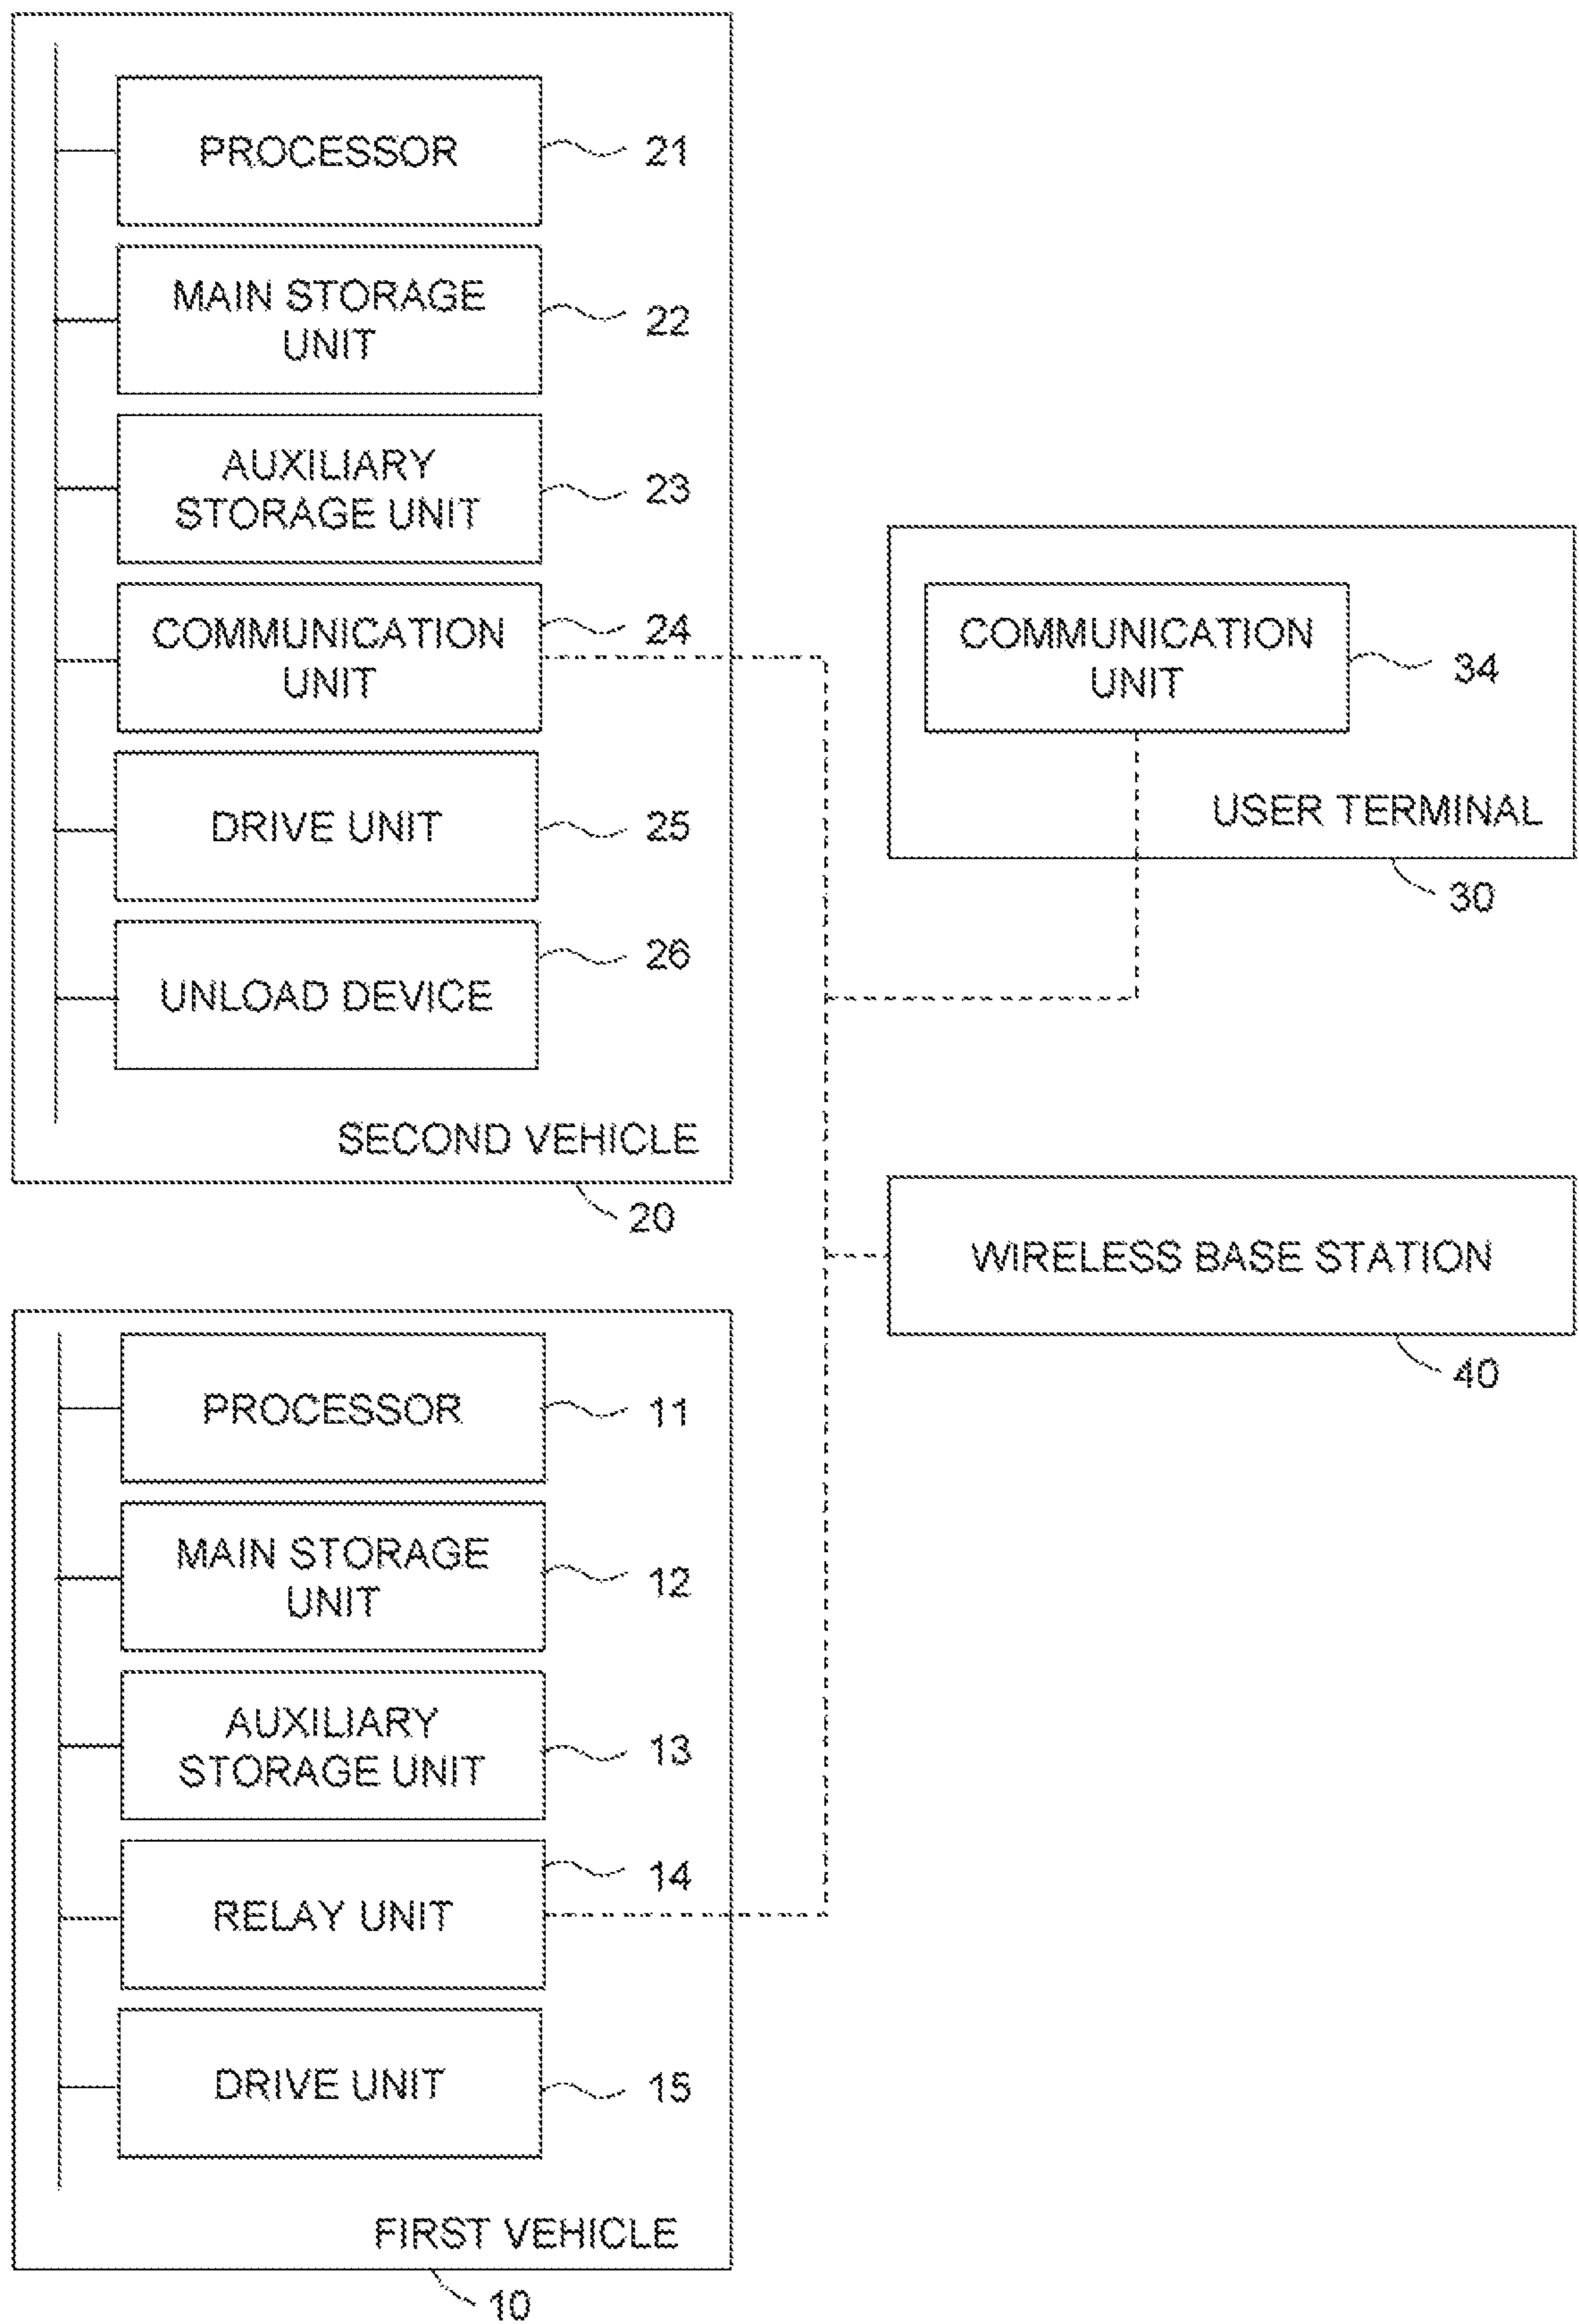 PROCESSOR
21
MAIN STORAGE
UNIT
22
AUXILIARY
STORAGE UNIT
23
COMMUNICATION
UNIT
24
DRIVE UNIT
25
UNLOAD DEVICE
26
SECOND VEHICLE
20
COMMUNICATION
UNIT
34
USER TERMINAL
30
WIRELESS BASE STATION
40
PROCESSOR
11
MAIN STORAGE
UNIT
12
AUXILIARY
STORAGE UNIT
13
RELAY UNIT
14
DRIVE UNIT
15
FIRST VEHICLE
10